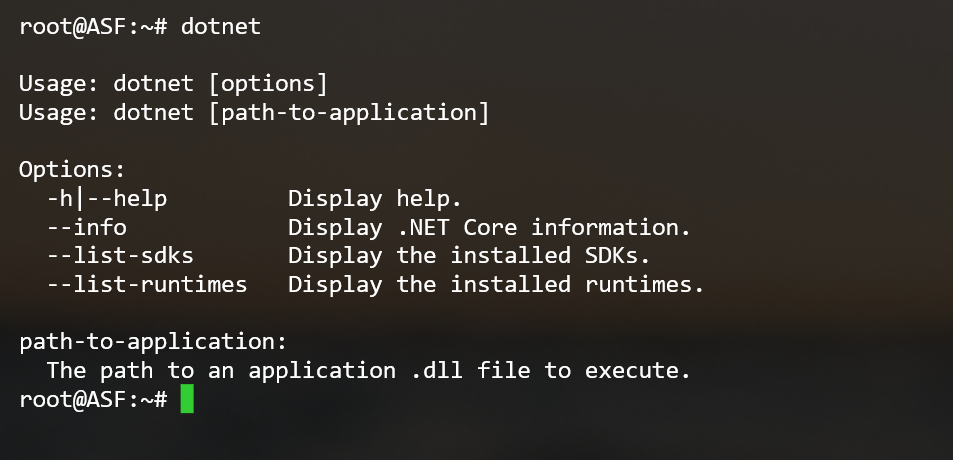 root@ASF:~# dotnet
Usage: dotnet [options]
Usage: dotnet [path-to-application]
Options:
  -h|--help         Display help.
  --info            Display .NET Core information.
  --list-sdks       Display the installed SDKs.
  --list-runtimes   Display the installed runtimes.
path-to-application:
  The path to an application .dll file to execute.
root@ASF:~#